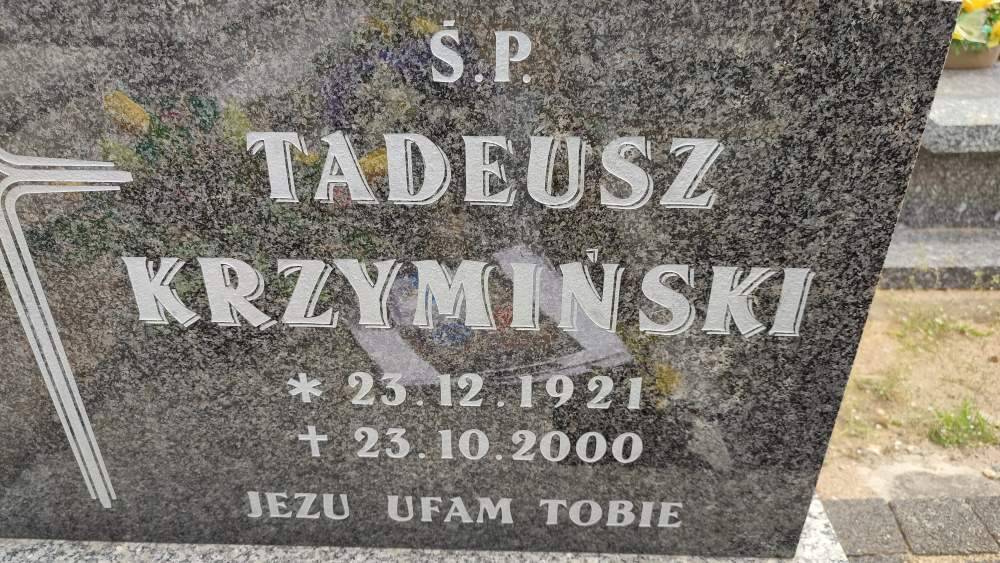 Ś.P.
TADEUSZ
KRZYMIŃSKI
* 23.12.1921
† 23.10.2000
JEZU UFAM TOBIE